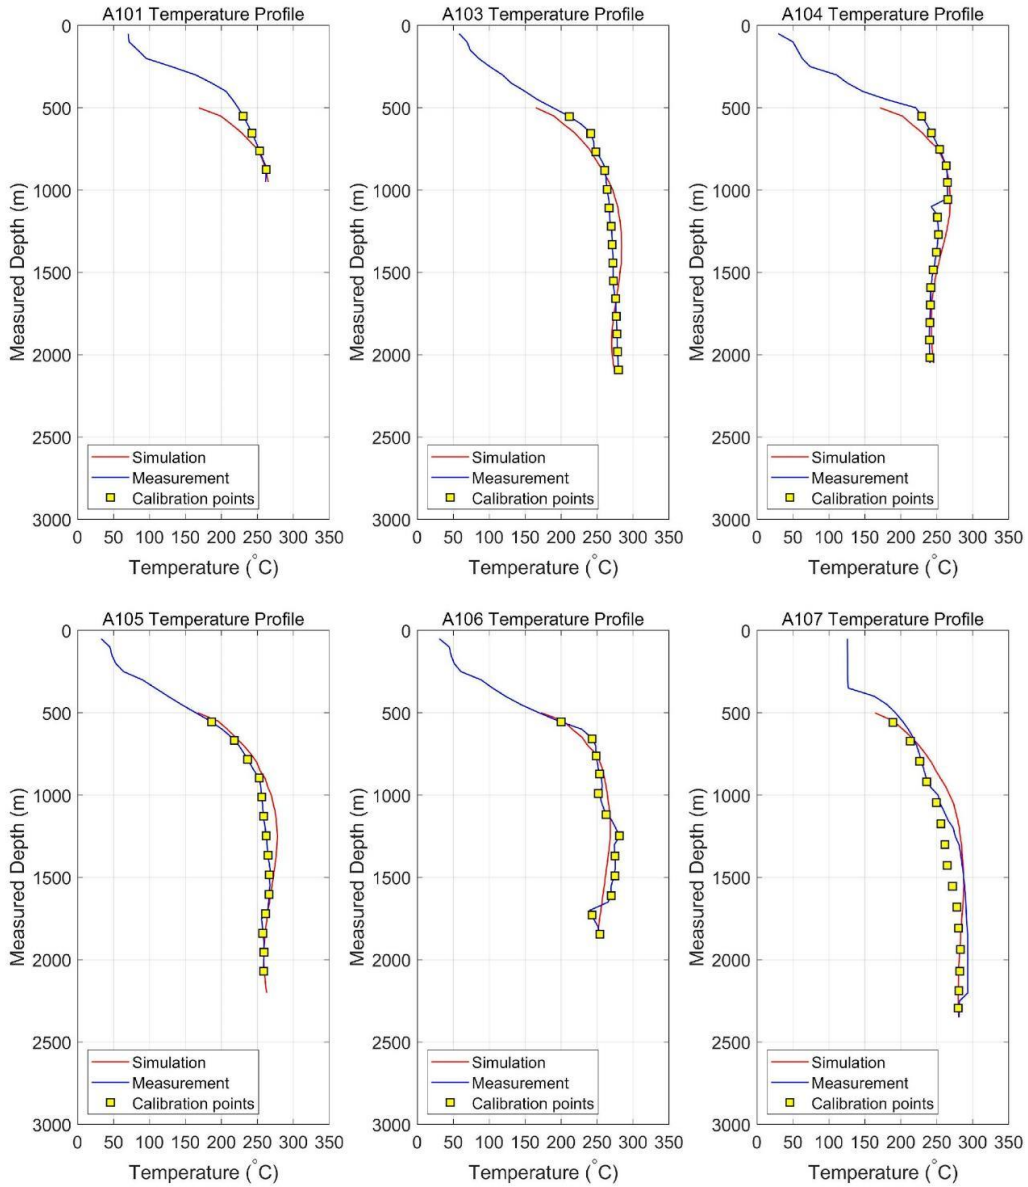 A101 Temperature Profile
0
500
1000
1500
2000
2500
3000
Measured Depth (m)
Simulation
Measurement
Calibration points
0 50 100 150 200 250 300 350
Temperature (°C)
A103 Temperature Profile
0
500
1000
1500
2000
2500
3000
Measured Depth (m)
Simulation
Measurement
Calibration points
0 50 100 150 200 250 300 350
Temperature (°C)
A104 Temperature Profile
0
500
1000
1500
2000
2500
3000
Measured Depth (m)
Simulation
Measurement
Calibration points
0 50 100 150 200 250 300 350
Temperature (°C)
A105 Temperature Profile
0
500
1000
1500
2000
2500
3000
Measured Depth (m)
Simulation
Measurement
Calibration points
0 50 100 150 200 250 300 350
Temperature (°C)
A106 Temperature Profile
0
500
1000
1500
2000
2500
3000
Measured Depth (m)
Simulation
Measurement
Calibration points
0 50 100 150 200 250 300 350
Temperature (°C)
A107 Temperature Profile
0
500
1000
1500
2000
2500
3000
Measured Depth (m)
Simulation
Measurement
Calibration points
0 50 100 150 200 250 300 350
Temperature (°C)